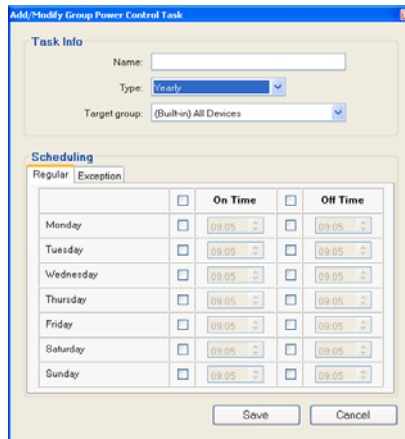 Add/Modify Group Power Control Task
Task Info
Name:
Type: Yearly
Target group: (Built-in) All Devices
Scheduling
Regular Exception
On Time Off Time
Monday 09:05 09:05
Tuesday 09:05 09:05
Wednesday 09:05 09:05
Thursday 09:05 09:05
Friday 09:05 09:05
Saturday 09:05 09:05
Sunday 09:05 09:05
Save Cancel